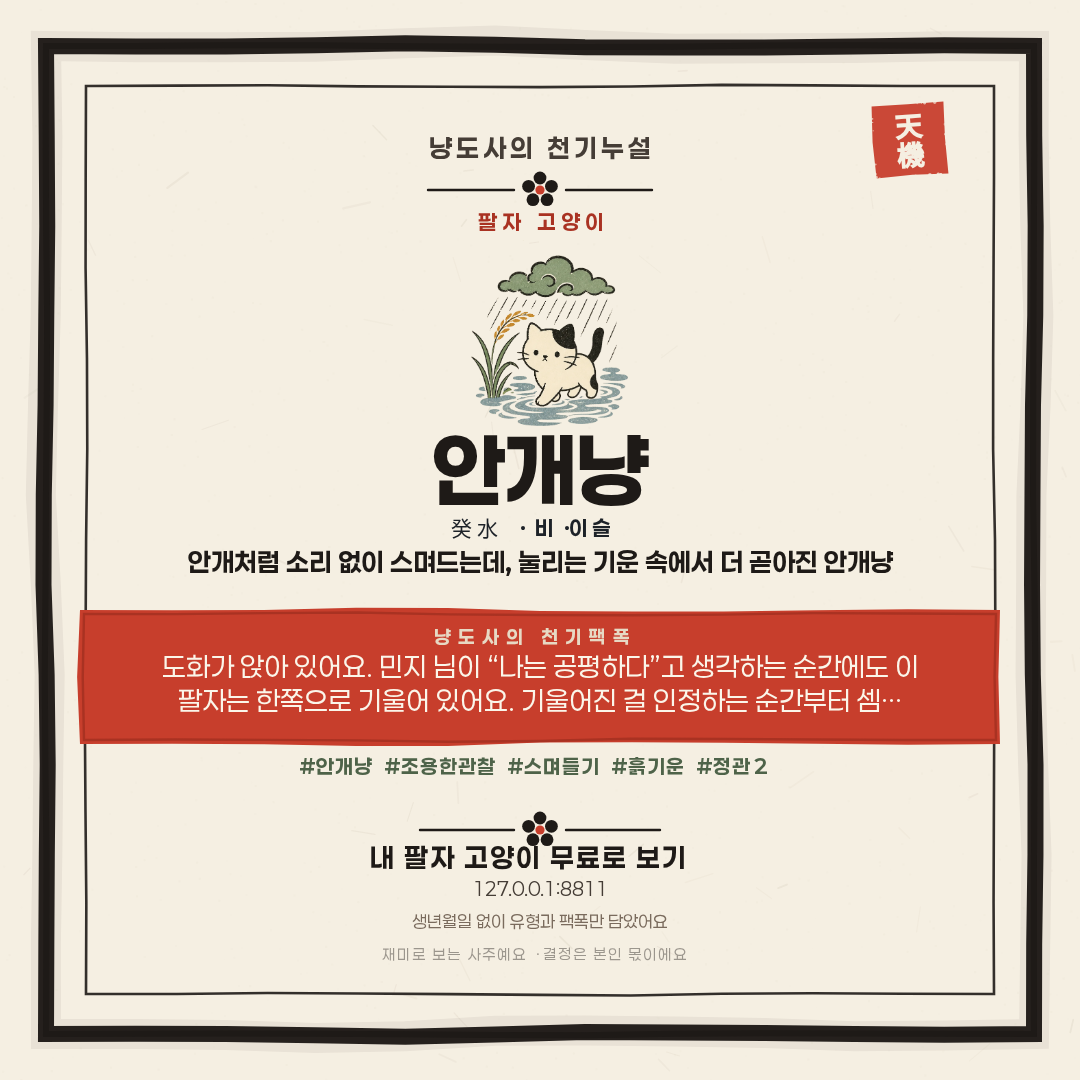 天
機
냥도사의 천기누설
팔자 고양이
안개냥
癸水 · 비 ·이슬
안개처럼 소리 없이 스며드는데, 눌리는 기운 속에서 더 곧아진 안개냥
냥도사의 천기팩폭
도화가 앉아 있어요. 민지 님이 “나는 공평하다”고 생각하는 순간에도 이
팔자는 한쪽으로 기울어 있어요. 기울어진 걸 인정하는 순간부터 셈…
#안개냥 #조용한관찰 #스며들기 #흙기운 #정관2
내 팔자 고양이 무료로 보기
127.0.0.1:8811
생년월일 없이 유형과 팩폭만 담았어요
재미로 보는 사주예요 ·결정은 본인 몫이에요